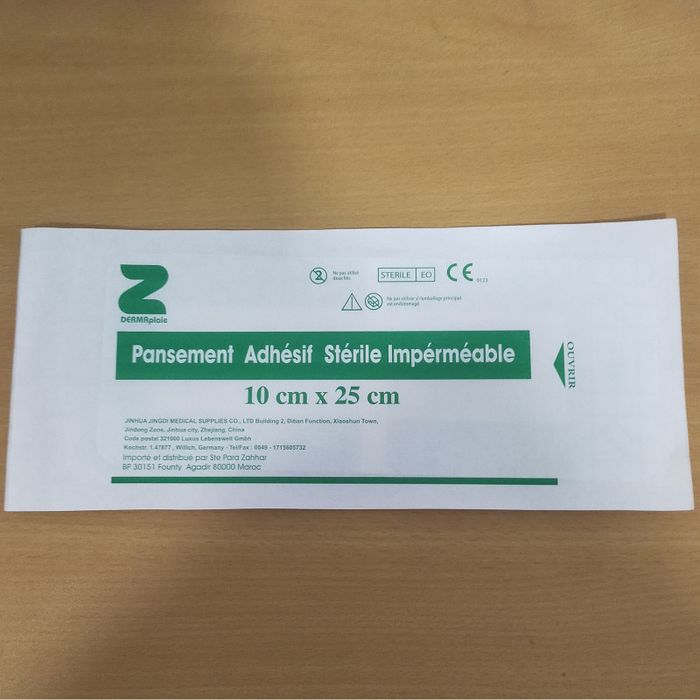 DERMAplaie
Ne pas utilisé
deux fois
STERILE EO
CE 0123
Ne pas utiliser si l'embalage principal
est endommagé
Pansement Adhésif Stérile Impérméable
10 cm x 25 cm
OUVRIR
JINHUA JINGDI MEDICAL SUPPLIES CO., LTD Building 2, Didian Function, Xiaoshun Town,
Jindong Zone, Jinhua city, Zhejiang, China
Code postal 321000 Luxus Lebenswelt Gmbh
Kochstr. 1.47877 , Willich, Germany - Tel/Fax : 0049 - 1715605732
Importé et distribué par Ste Para Zahhar
BP 30151 Founty Agadir 80000 Maroc